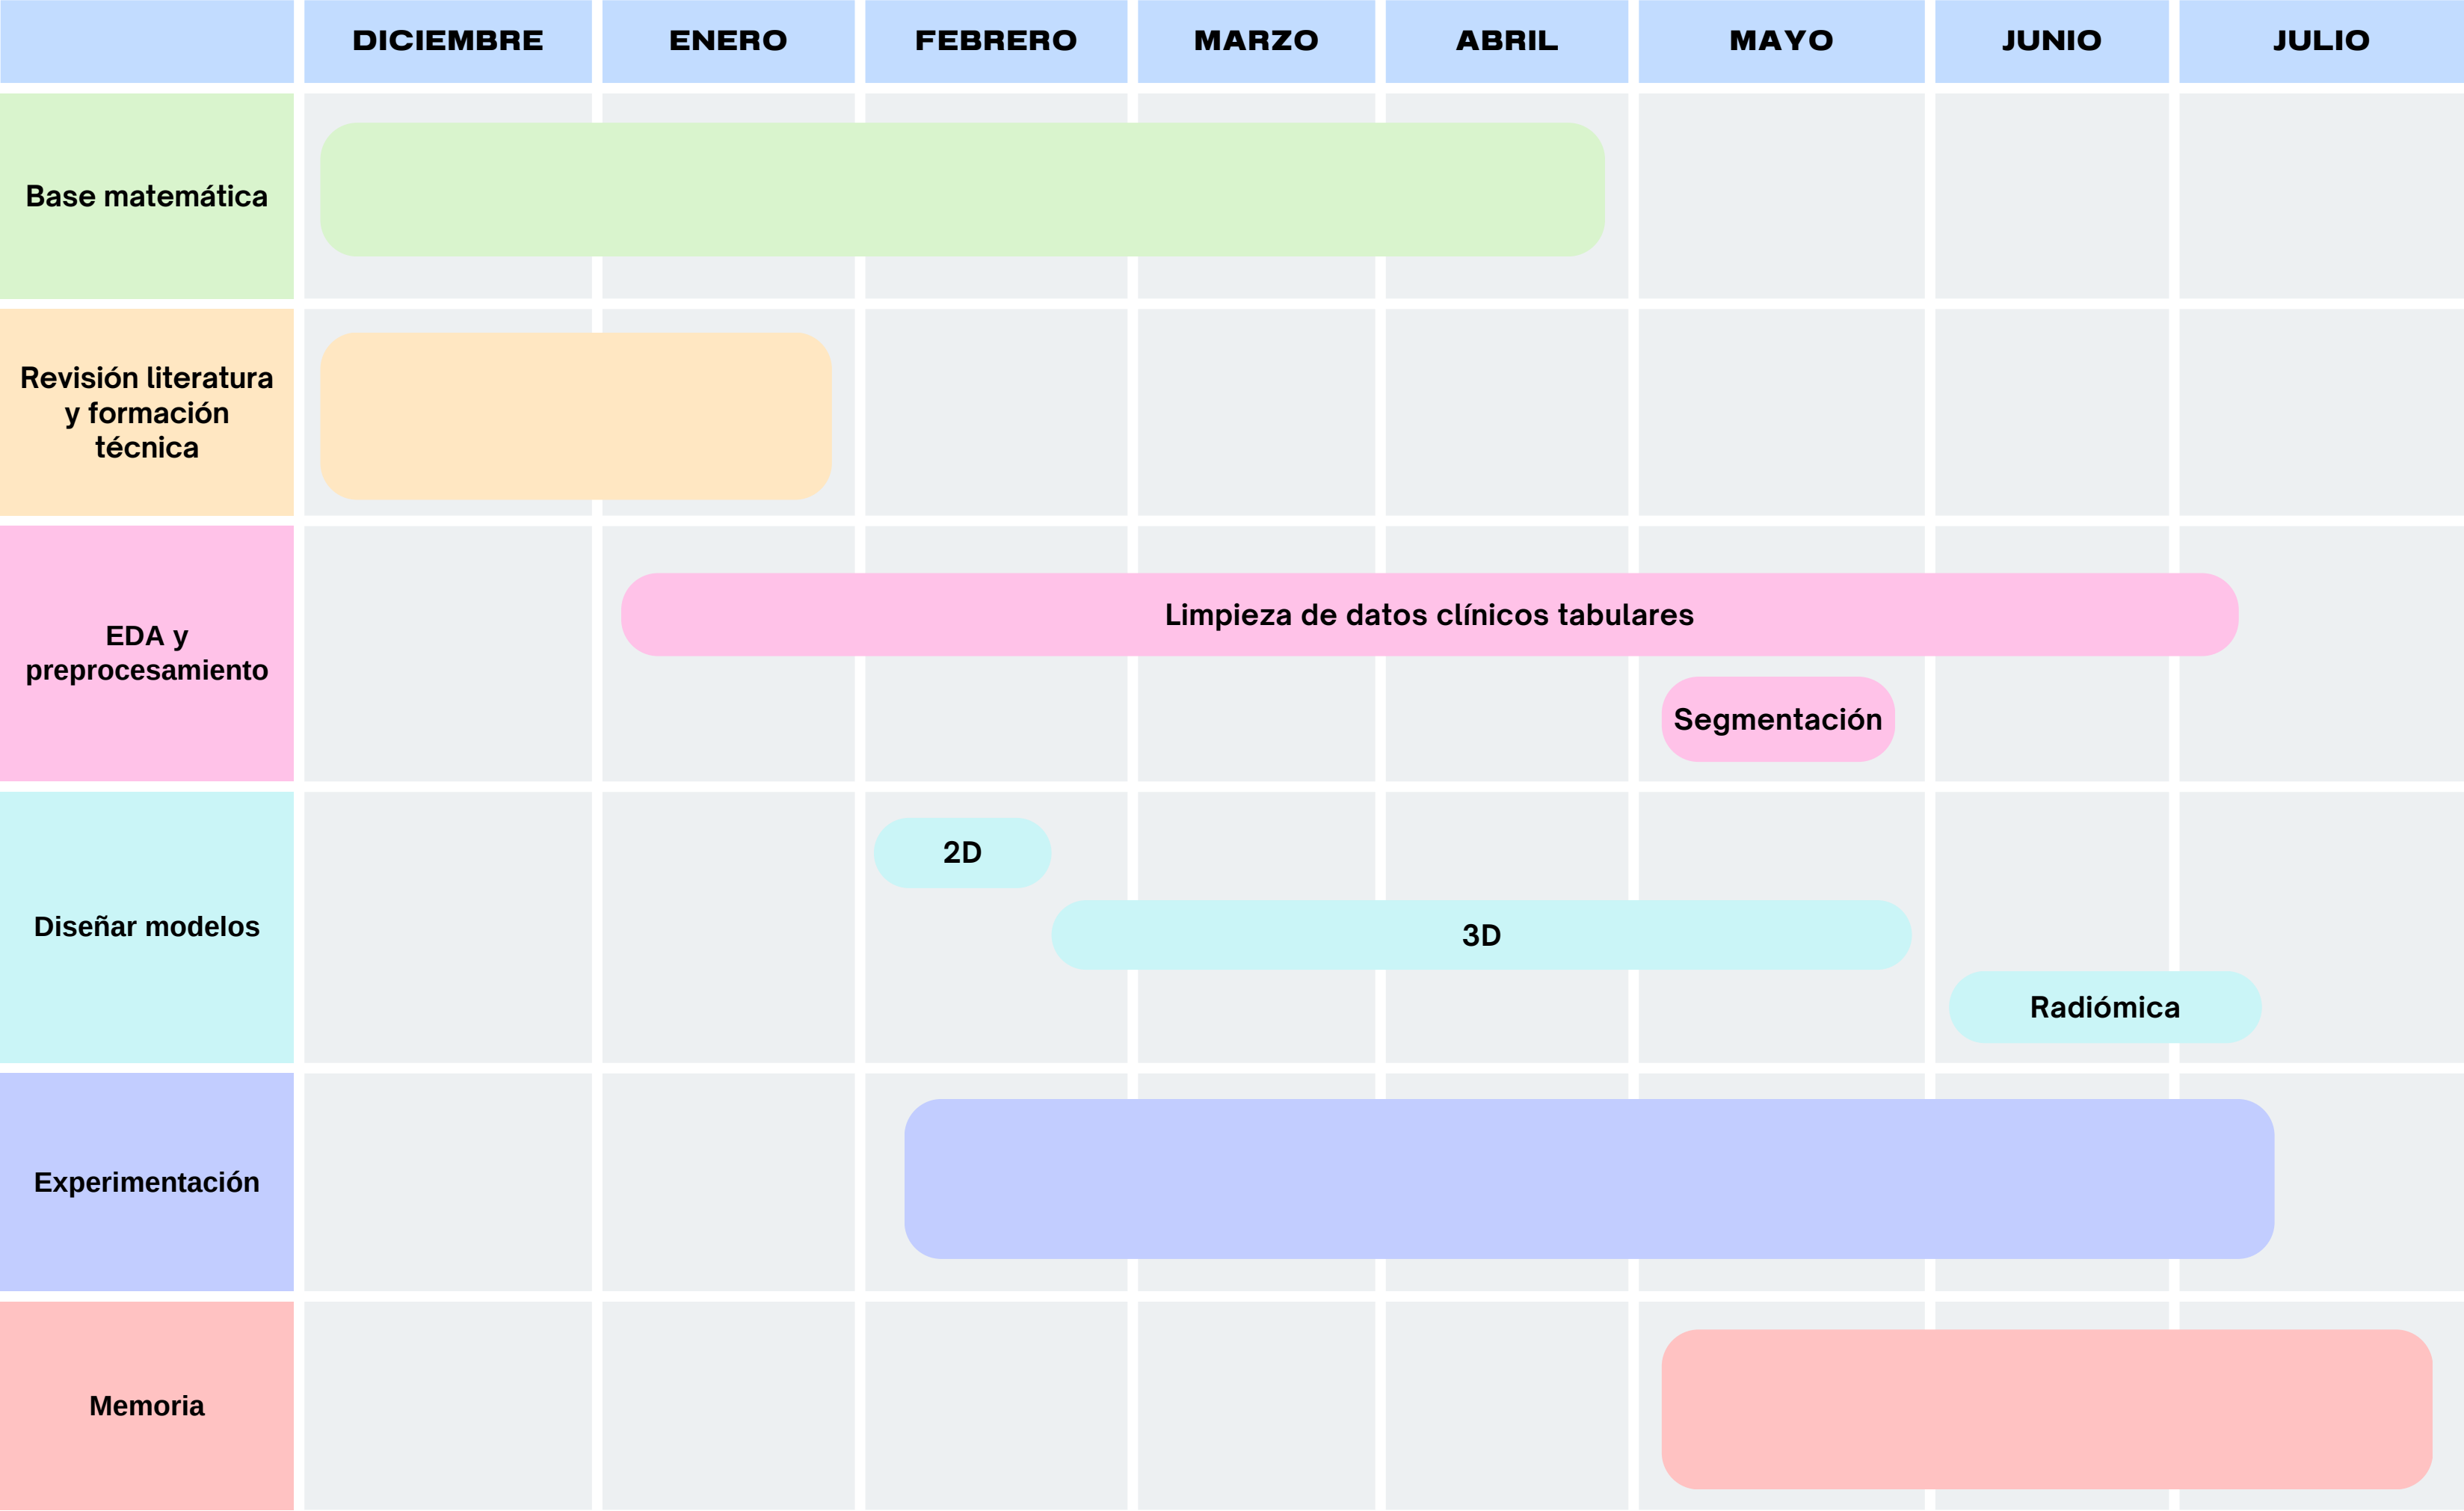 DICIEMBRE ENERO FEBRERO MARZO ABRIL MAYO JUNIO JULIO
Base matemática
Revisión literatura
y formación
técnica
EDA y
preprocesamiento
Limpieza de datos clínicos tabulares
Segmentación
Diseñar modelos
2D
3D
Radiómica
Experimentación
Memoria